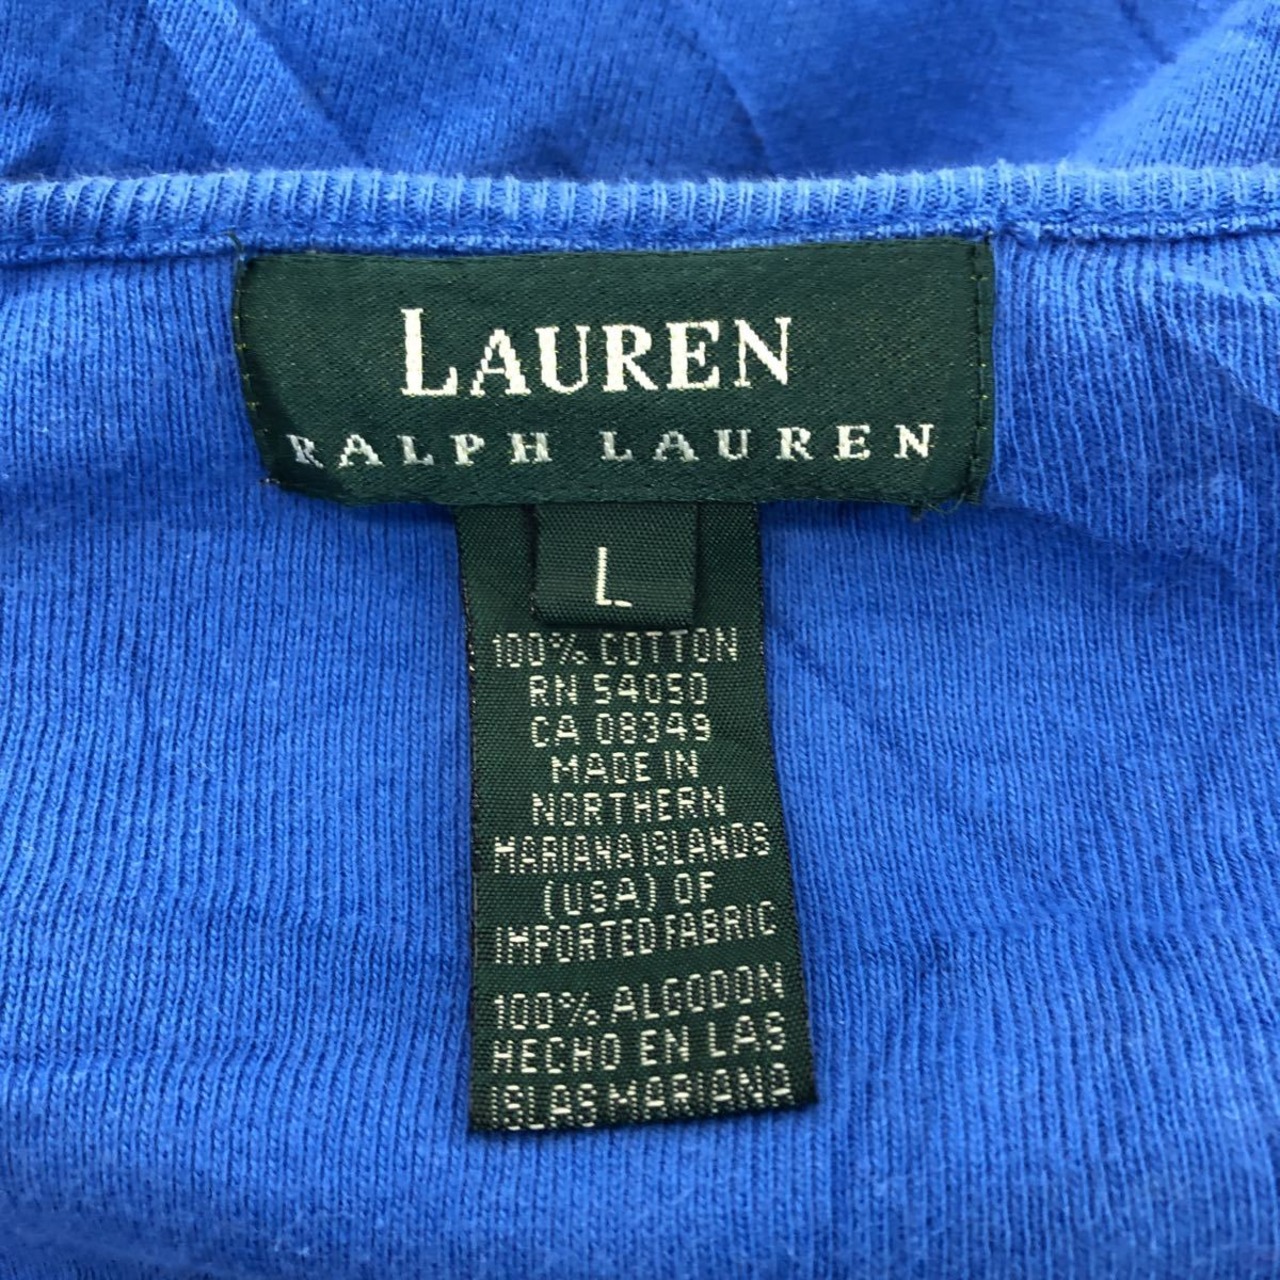 LAUREN
RALPH LAUREN
L
100% COTTON
RN 54050
CA 08349
MADE IN
NORTHERN
MARIANA ISLANDS
(USA) OF
IMPORTED FABRIC
100% ALGODON
HECHO EN LAS
ISLAS MARIANA